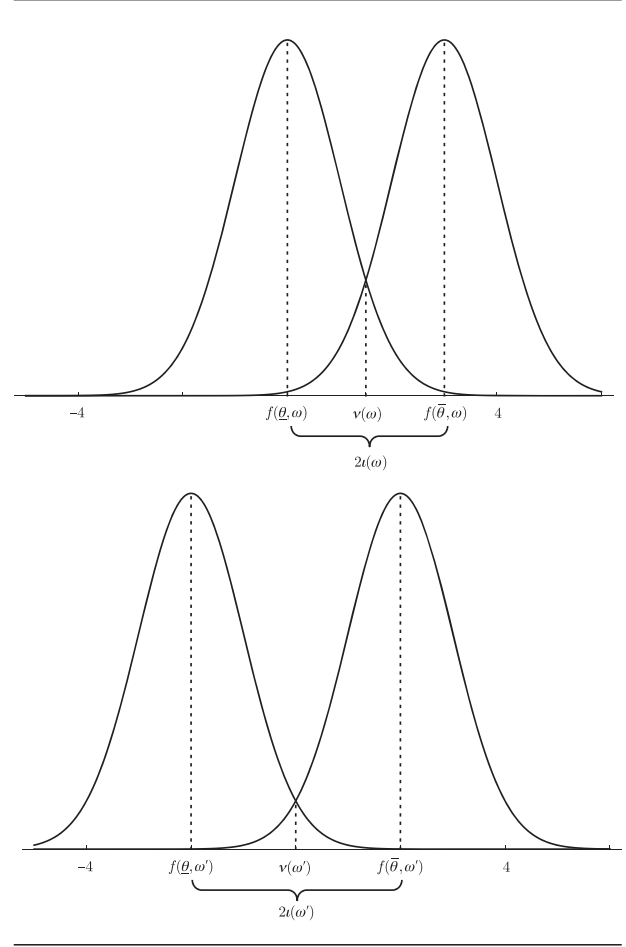 −4 f(θ̲, ω) ν(ω) f(θ̅, ω) 4
2ι(ω)
−4 f(θ̲, ω′) ν(ω′) f(θ̅, ω′) 4
2ι(ω′)